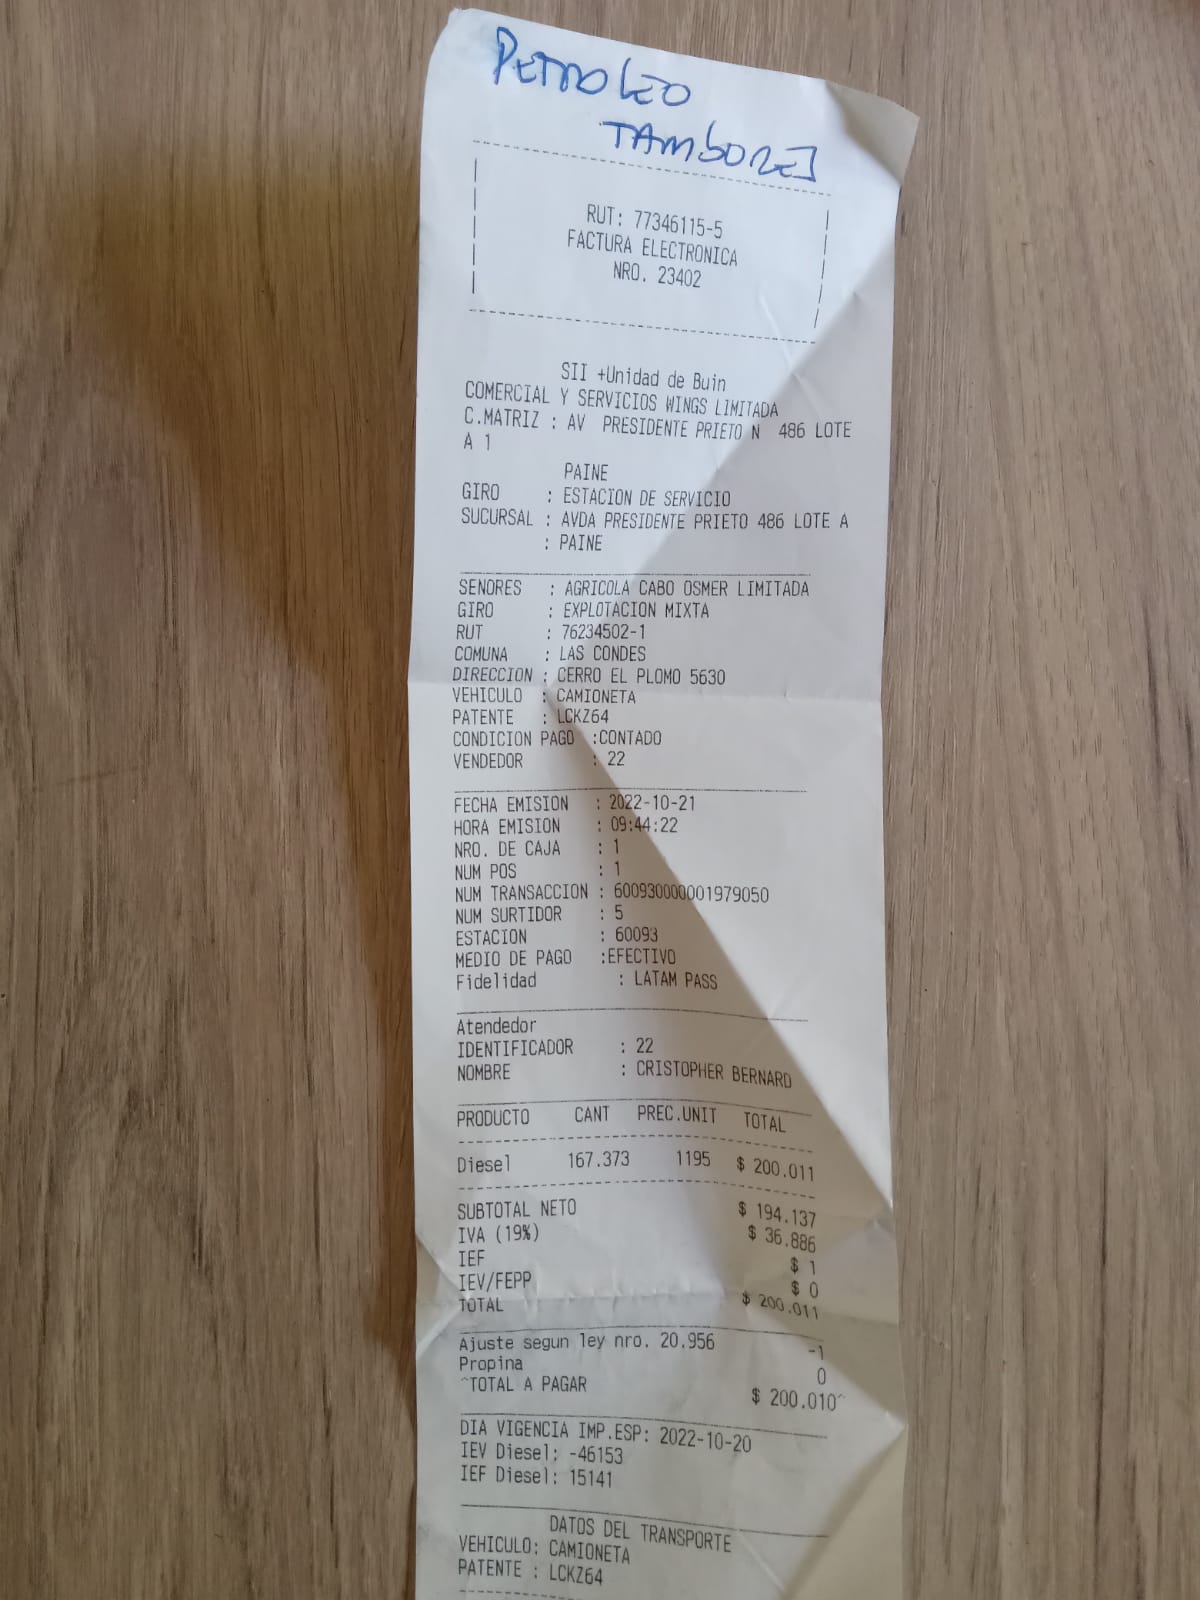 PETROLEO
TAMBORES
RUT: 77346115-5
FACTURA ELECTRONICA
NRO. 23402
SII +Unidad de Buin
COMERCIAL Y SERVICIOS WINGS LIMITADA
C.MATRIZ : AV PRESIDENTE PRIETO N 486 LOTE
A 1
PAINE
GIRO : ESTACION DE SERVICIO
SUCURSAL : AVDA PRESIDENTE PRIETO 486 LOTE A
: PAINE
SENORES : AGRICOLA CABO OSMER LIMITADA
GIRO : EXPLOTACION MIXTA
RUT : 76234502-1
COMUNA : LAS CONDES
DIRECCION : CERRO EL PLOMO 5630
VEHICULO : CAMIONETA
PATENTE : LCKZ64
CONDICION PAGO :CONTADO
VENDEDOR : 22
FECHA EMISION : 2022-10-21
HORA EMISION : 09:44:22
NRO. DE CAJA : 1
NUM POS : 1
NUM TRANSACCION : 600930000001979050
NUM SURTIDOR : 5
ESTACION : 60093
MEDIO DE PAGO :EFECTIVO
Fidelidad : LATAM PASS
Atendedor
IDENTIFICADOR : 22
NOMBRE : CRISTOPHER BERNARD
PRODUCTO CANT PREC.UNIT TOTAL
Diesel 167.373 1195 $ 200.011
SUBTOTAL NETO $ 194.137
IVA (19%) $ 36.886
IEF $ 1
IEV/FEPP $ 0
TOTAL $ 200.011
Ajuste segun ley nro. 20.956 -1
Propina 0
^TOTAL A PAGAR $ 200.010^
DIA VIGENCIA IMP.ESP: 2022-10-20
IEV Diesel: -46153
IEF Diesel: 15141
DATOS DEL TRANSPORTE
VEHICULO: CAMIONETA
PATENTE : LCKZ64